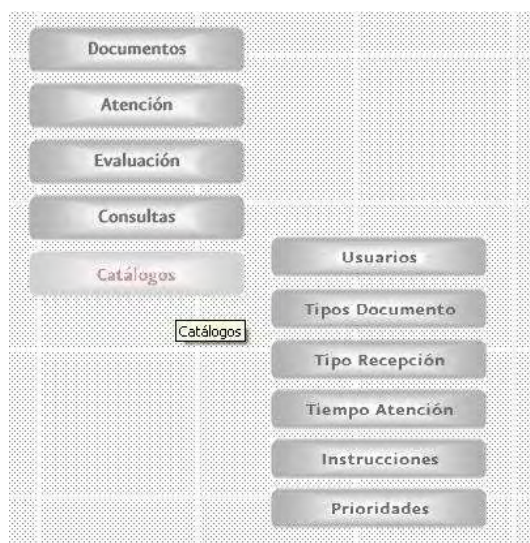 Documentos
Atención
Evaluación
Consultas
Catálogos
Catálogos
Usuarios
Tipos Documento
Tipo Recepción
Tiempo Atención
Instrucciones
Prioridades